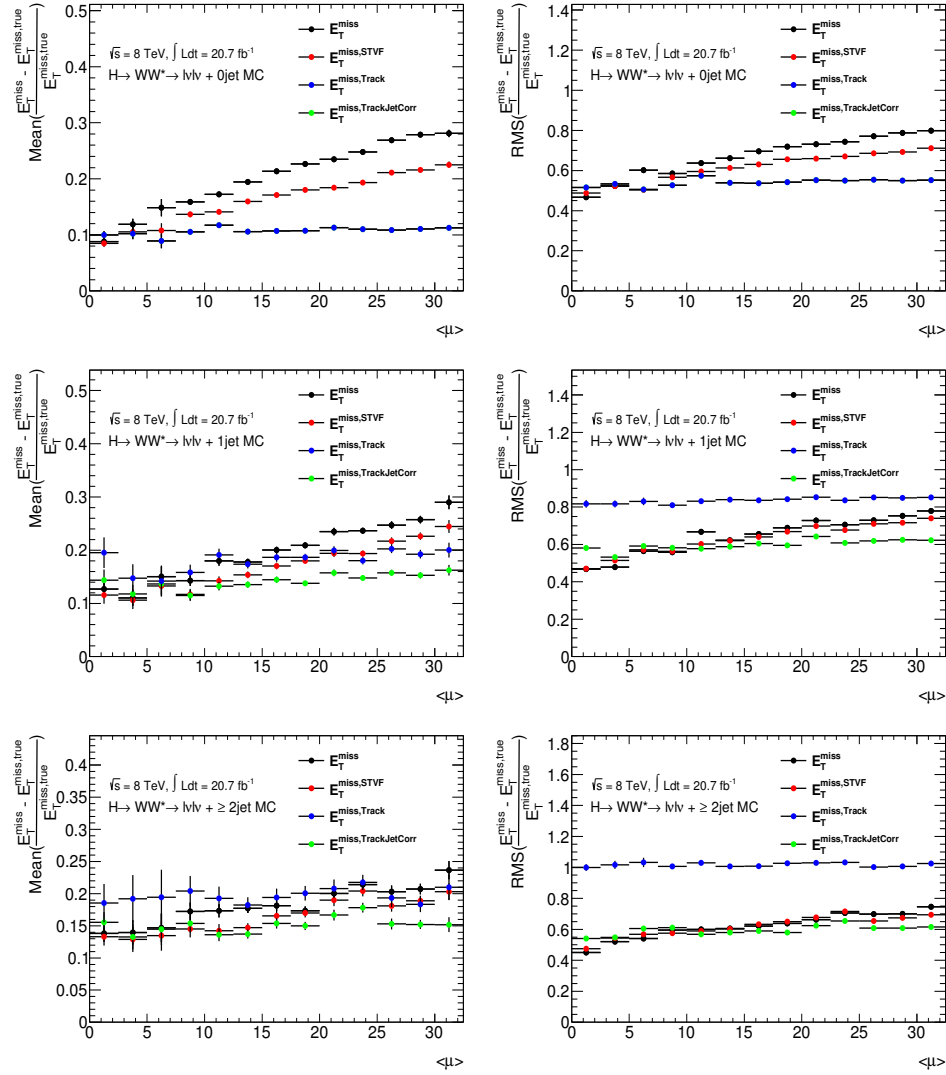 Mean(E_T^miss - E_T^miss,true / E_T^miss,true)
0.5
0.4
0.3
0.2
0.1
0
√s = 8 TeV, ∫ Ldt = 20.7 fb⁻¹
H→ WW*→ lνlν + 0jet MC
E_T^miss
E_T^miss,STVF
E_T^miss,Track
E_T^miss,TrackJetCorr
0 5 10 15 20 25 30
<μ>
RMS(E_T^miss - E_T^miss,true / E_T^miss,true)
1.4
1.2
1
0.8
0.6
0.4
0.2
0
√s = 8 TeV, ∫ Ldt = 20.7 fb⁻¹
H→ WW*→ lνlν + 0jet MC
E_T^miss
E_T^miss,STVF
E_T^miss,Track
E_T^miss,TrackJetCorr
0 5 10 15 20 25 30
<μ>
Mean(E_T^miss - E_T^miss,true / E_T^miss,true)
0.5
0.4
0.3
0.2
0.1
0
√s = 8 TeV, ∫ Ldt = 20.7 fb⁻¹
H→ WW*→ lνlν + 1jet MC
E_T^miss
E_T^miss,STVF
E_T^miss,Track
E_T^miss,TrackJetCorr
0 5 10 15 20 25 30
<μ>
RMS(E_T^miss - E_T^miss,true / E_T^miss,true)
1.4
1.2
1
0.8
0.6
0.4
0.2
0
√s = 8 TeV, ∫ Ldt = 20.7 fb⁻¹
H→ WW*→ lνlν + 1jet MC
E_T^miss
E_T^miss,STVF
E_T^miss,Track
E_T^miss,TrackJetCorr
0 5 10 15 20 25 30
<μ>
Mean(E_T^miss - E_T^miss,true / E_T^miss,true)
0.4
0.35
0.3
0.25
0.2
0.15
0.1
0.05
0
√s = 8 TeV, ∫ Ldt = 20.7 fb⁻¹
H→ WW*→ lνlν + ≥ 2jet MC
E_T^miss
E_T^miss,STVF
E_T^miss,Track
E_T^miss,TrackJetCorr
0 5 10 15 20 25 30
<μ>
RMS(E_T^miss - E_T^miss,true / E_T^miss,true)
1.8
1.6
1.4
1.2
1.0
0.8
0.6
0.4
0.2
0
√s = 8 TeV, ∫ Ldt = 20.7 fb⁻¹
H→ WW*→ lνlν + ≥ 2jet MC
E_T^miss
E_T^miss,STVF
E_T^miss,Track
E_T^miss,TrackJetCorr
0 5 10 15 20 25 30
<μ>